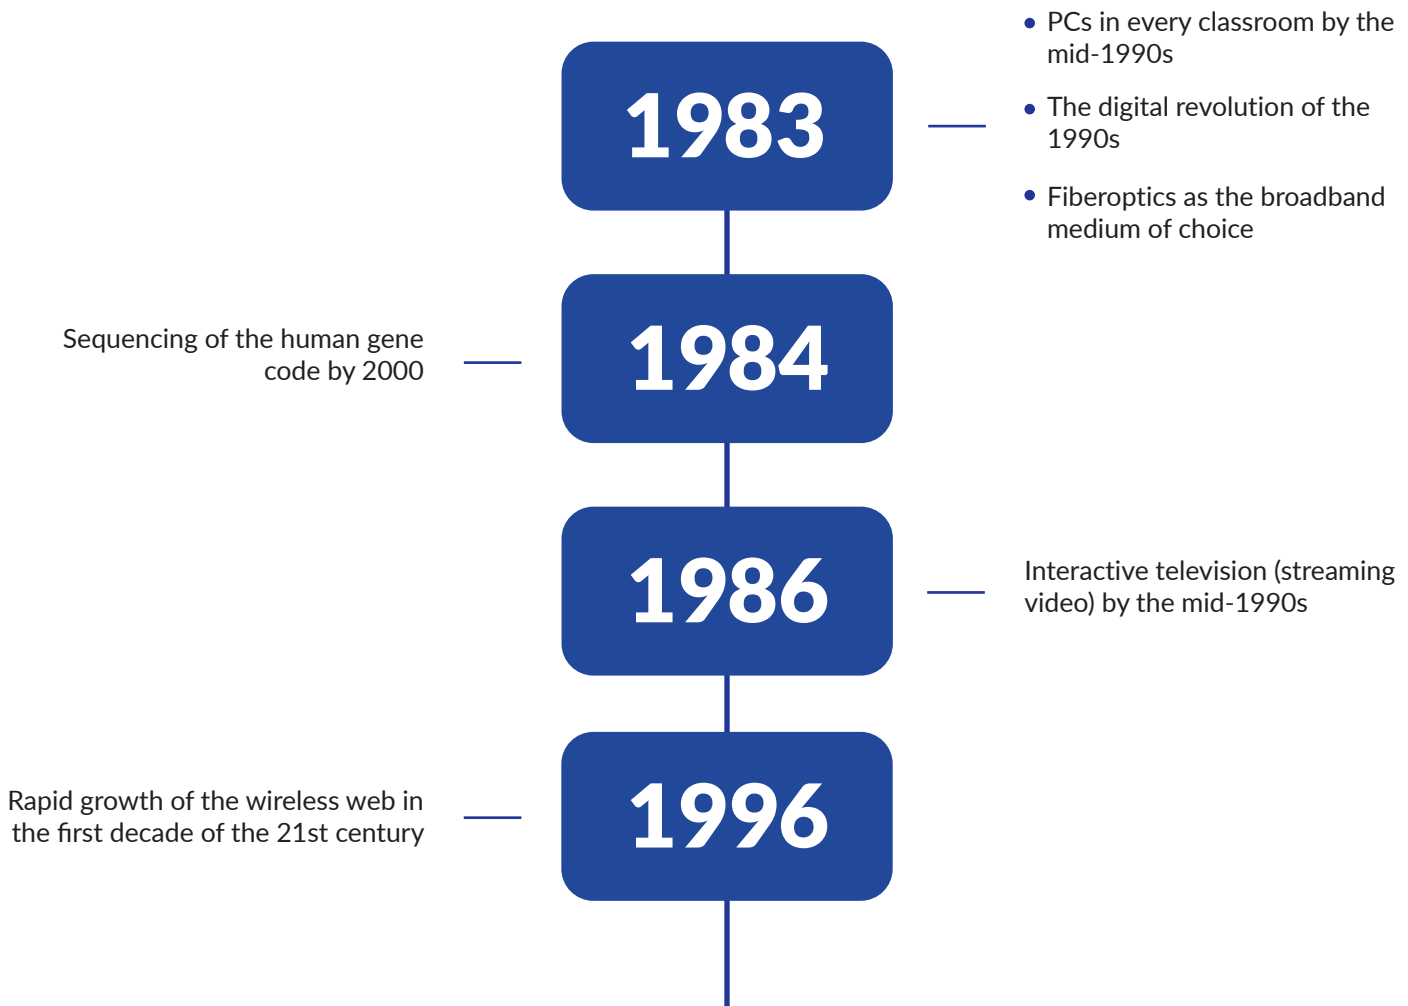 1983
• PCs in every classroom by the
mid-1990s
• The digital revolution of the
1990s
• Fiberoptics as the broadband
medium of choice
1984
Sequencing of the human gene
code by 2000
1986
Interactive television (streaming
video) by the mid-1990s
1996
Rapid growth of the wireless web in
the first decade of the 21st century